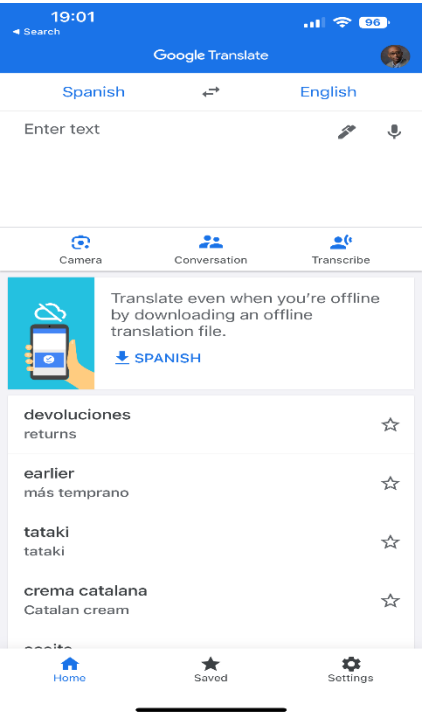 19:01
96
◄ Search
Google Translate
Spanish
English
Enter text
Camera
Conversation
Transcribe
Translate even when you're offline
by downloading an offline
translation file.
SPANISH
devoluciones
returns
earlier
más temprano
tataki
tataki
crema catalana
Catalan cream
Home
Saved
Settings